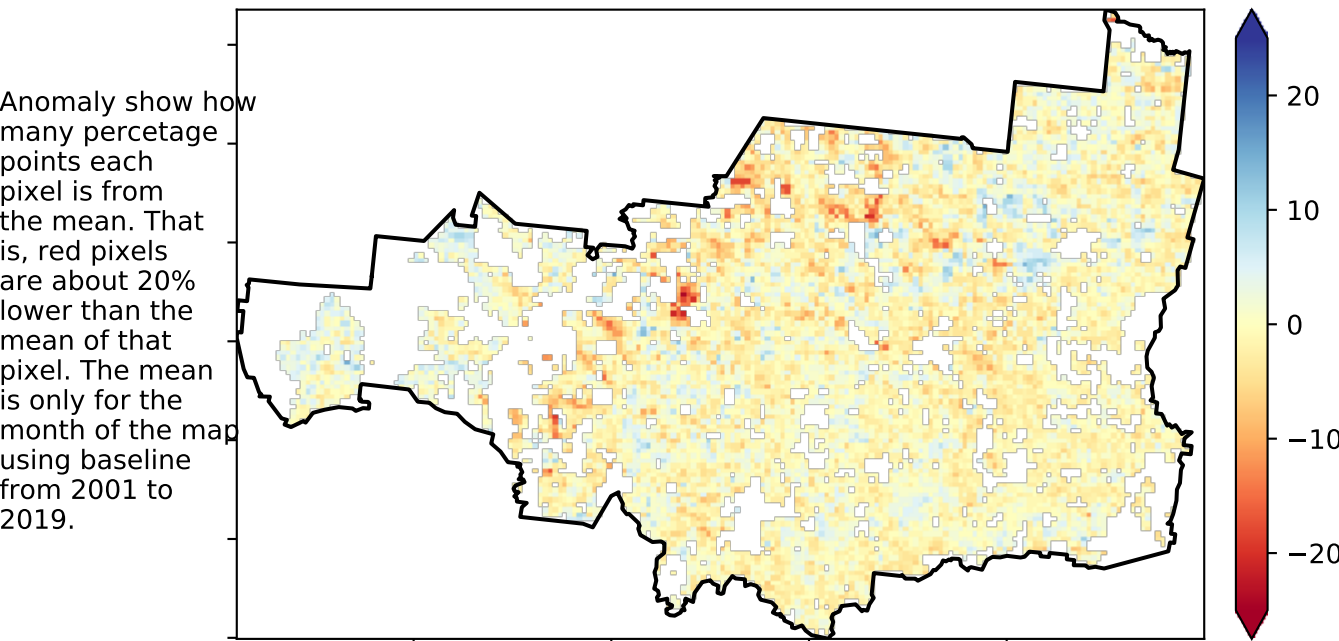 Anomaly show how
many percetage
points each
pixel is from
the mean. That
is, red pixels
are about 20%
lower than the
mean of that
pixel. The mean
is only for the
month of the map
using baseline
from 2001 to
2019.
20
10
0
−10
−20